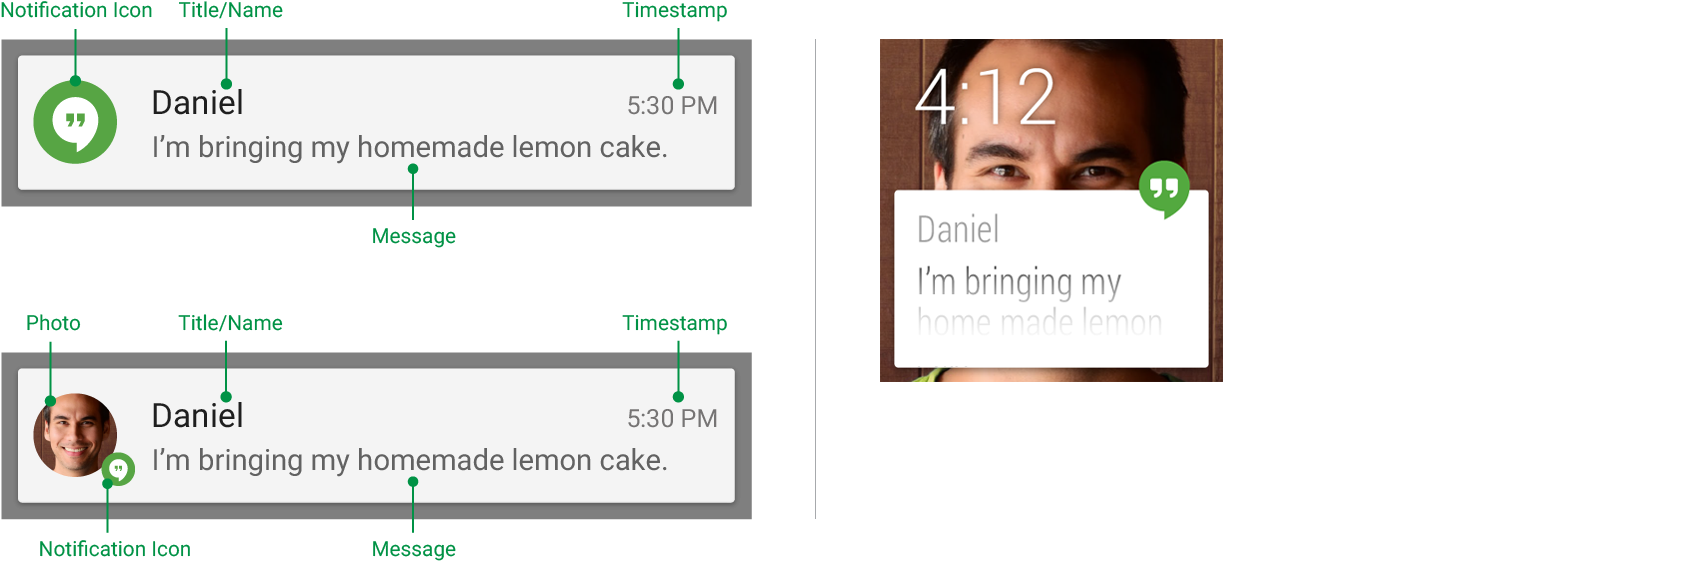 Notification Icon
Title/Name
Timestamp
Daniel
5:30 PM
I’m bringing my homemade lemon cake.
Message
Photo
Title/Name
Timestamp
Daniel
5:30 PM
I’m bringing my homemade lemon cake.
Notification Icon
Message
4:12
Daniel
I’m bringing my
home made lemon